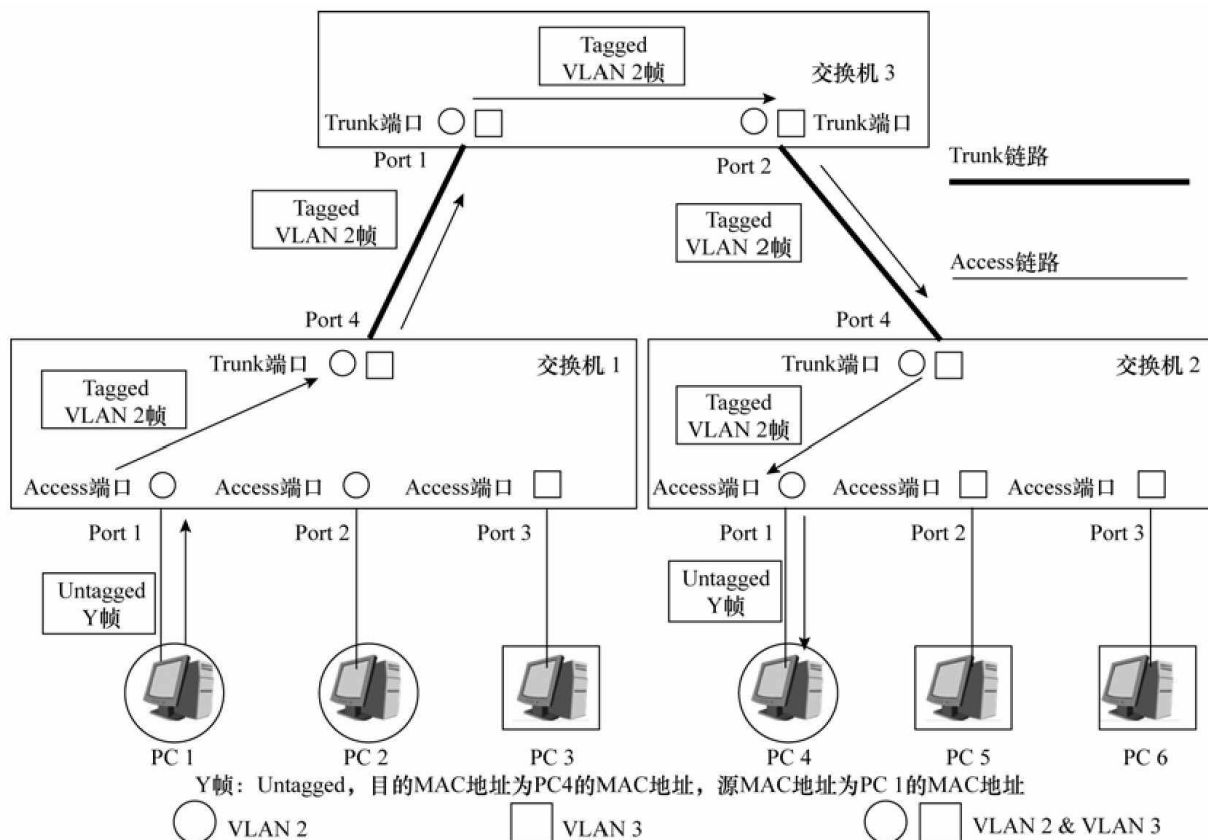 Tagged
VLAN 2帧
交换机 3
Trunk端口
Trunk端口
Port 1
Port 2
Trunk链路
Tagged
VLAN 2帧
Tagged
VLAN 2帧
Access链路
Port 4
Port 4
Trunk端口
交换机 1
Trunk端口
交换机 2
Tagged
VLAN 2帧
Tagged
VLAN 2帧
Access端口
Access端口
Access端口
Access端口
Access端口
Access端口
Port 1
Port 2
Port 3
Port 1
Port 2
Port 3
Untagged
Y帧
Untagged
Y帧
PC 1
PC 2
PC 3
PC 4
PC 5
PC 6
Y帧：Untagged，目的MAC地址为PC4的MAC地址，源MAC地址为PC 1的MAC地址
VLAN 2
VLAN 3
VLAN 2 & VLAN 3